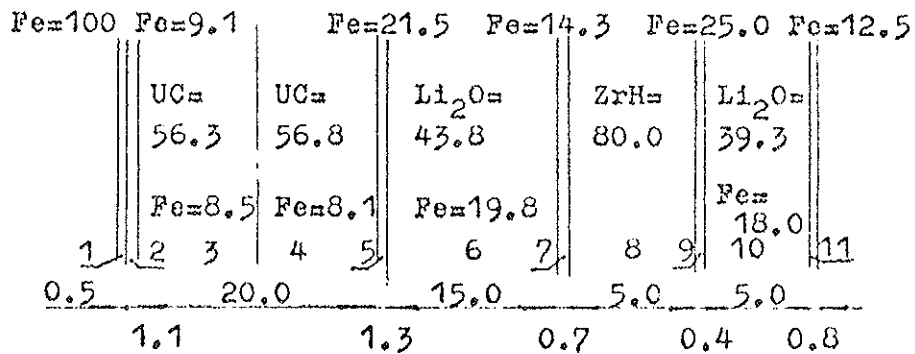 Fe=100 Fe=9.1 Fe=21.5 Fe=14.3 Fe=25.0 Fe=12.5
UC= UC= Li2O= ZrH= Li2O=
56.3 56.8 43.8 80.0 39.3
Fe=
Fe=8.5 Fe=8.1 Fe=19.8 18.0
1 2 3 4 5 6 7 8 9 10 11
0.5 20.0 15.0 5.0 5.0
1.1 1.3 0.7 0.4 0.8